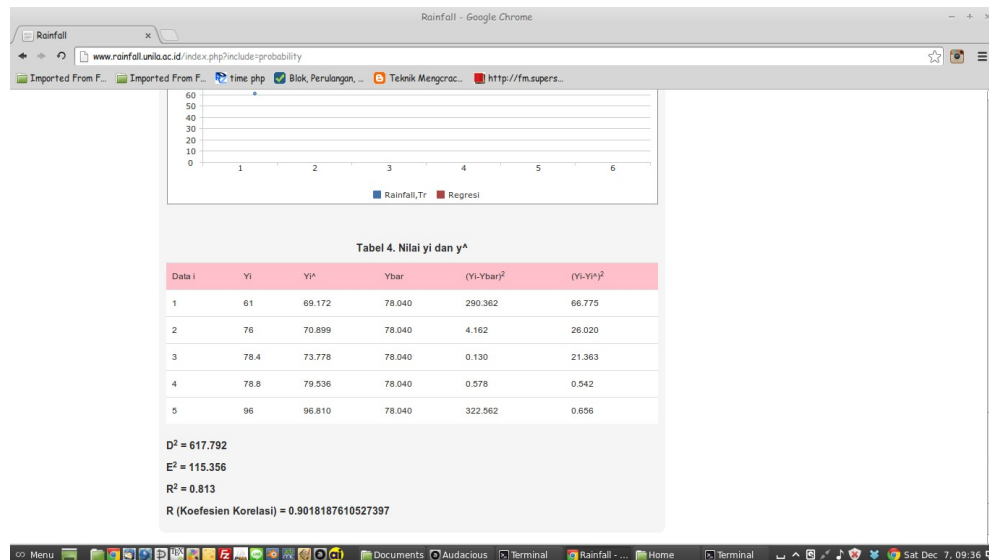 Rainfall - Google Chrome
Rainfall
www.rainfall.unila.ac.id/index.php?include=probability
Imported From F... Imported From F... time php Blok, Perulangan, ... Teknik Mengcrac... http://fm.supers...
60
50
40
30
20
10
0
1 2 3 4 5 6
Rainfall,Tr Regresi
Tabel 4. Nilai yi dan y^
Data i Yi Yi^ Ybar (Yi-Ybar)2 (Yi-Yi^)2
1 61 69.172 78.040 290.362 66.775
2 76 70.899 78.040 4.162 26.020
3 78.4 73.778 78.040 0.130 21.363
4 78.8 79.536 78.040 0.578 0.542
5 96 96.810 78.040 322.562 0.656
D2 = 617.792
E2 = 115.356
R2 = 0.813
R (Koefesien Korelasi) = 0.9018187610527397
Menu Documents Audacious Terminal Rainfall - ... Home Terminal Sat Dec 7, 09:36